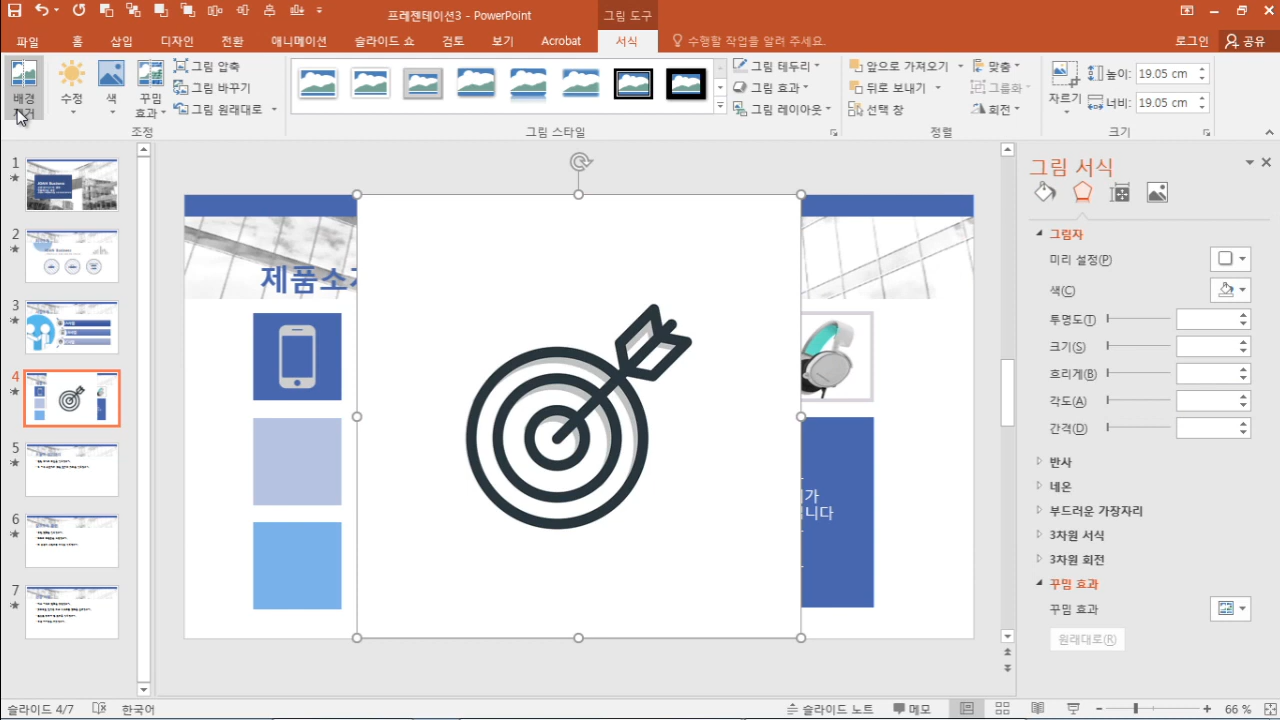 프레젠테이션3 - PowerPoint
그림 도구
파일
홈
삽입
디자인
전환
애니메이션
슬라이드 쇼
검토
보기
Acrobat
서식
수행할 작업을 알려 주세요.
로그인
공유
배경
수정
색
꾸밈
효과
그림 압축
그림 바꾸기
그림 원래대로
조정
그림 스타일
그림 테두리
그림 효과
그림 레이아웃
앞으로 가져오기
뒤로 보내기
선택 창
맞춤
그룹화
회전
정렬
자르기
높이: 19.05 cm
너비: 19.05 cm
크기
1
2
3
4
5
6
7
제품소
니다
그림 서식
그림자
미리 설정(P)
색(C)
투명도(T)
크기(S)
흐리게(B)
각도(A)
간격(D)
반사
네온
부드러운 가장자리
3차원 서식
3차원 회전
꾸밈 효과
꾸밈 효과
원래대로(R)
슬라이드 4/7
한국어
슬라이드 노트
메모
66 %